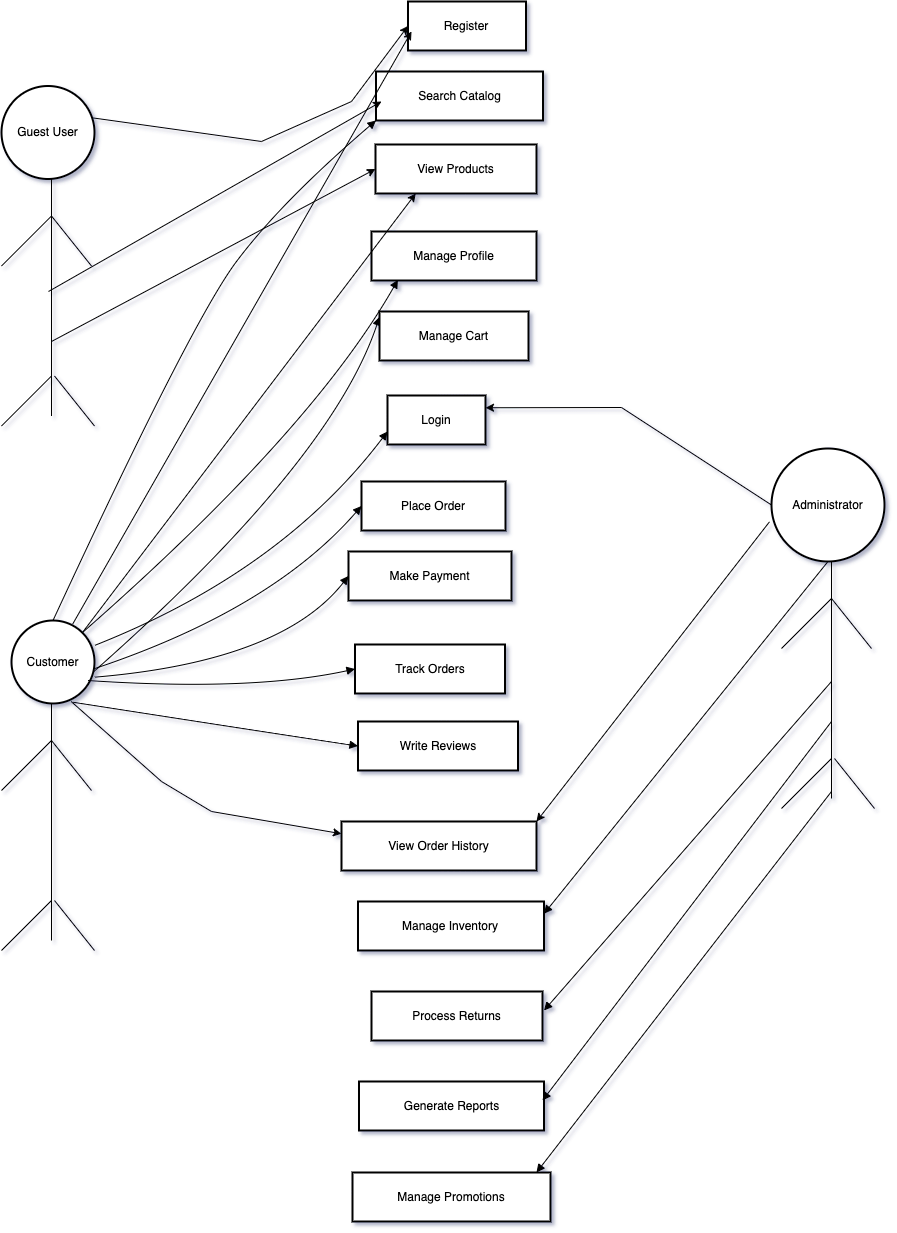 Register
Search Catalog
Guest User
View Products
Manage Profile
Manage Cart
Login
Place Order
Administrator
Make Payment
Customer
Track Orders
Write Reviews
View Order History
Manage Inventory
Process Returns
Generate Reports
Manage Promotions